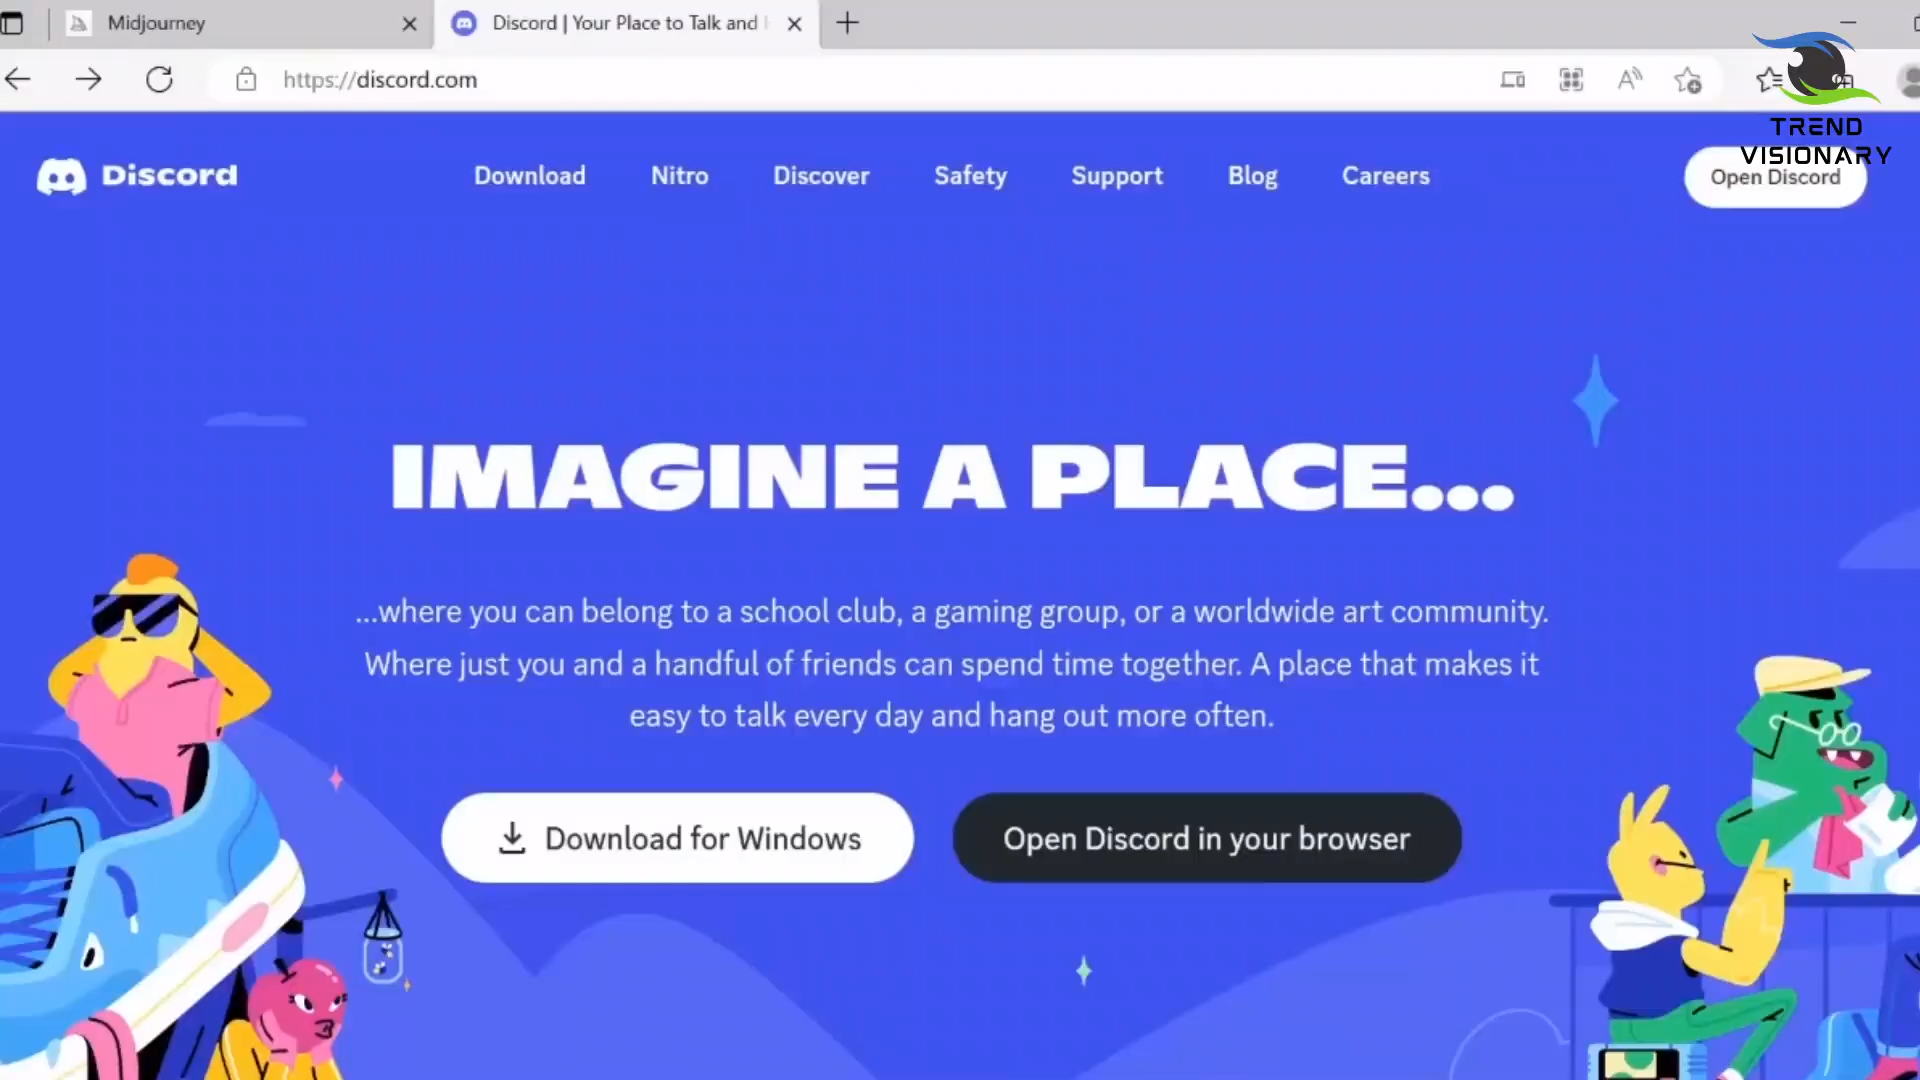 Midjourney
Discord | Your Place to Talk and
https://discord.com
TREND
VISIONARY
Discord
Download
Nitro
Discover
Safety
Support
Blog
Careers
Open Discord
IMAGINE A PLACE...
...where you can belong to a school club, a gaming group, or a worldwide art community.
Where just you and a handful of friends can spend time together. A place that makes it
easy to talk every day and hang out more often.
Download for Windows
Open Discord in your browser